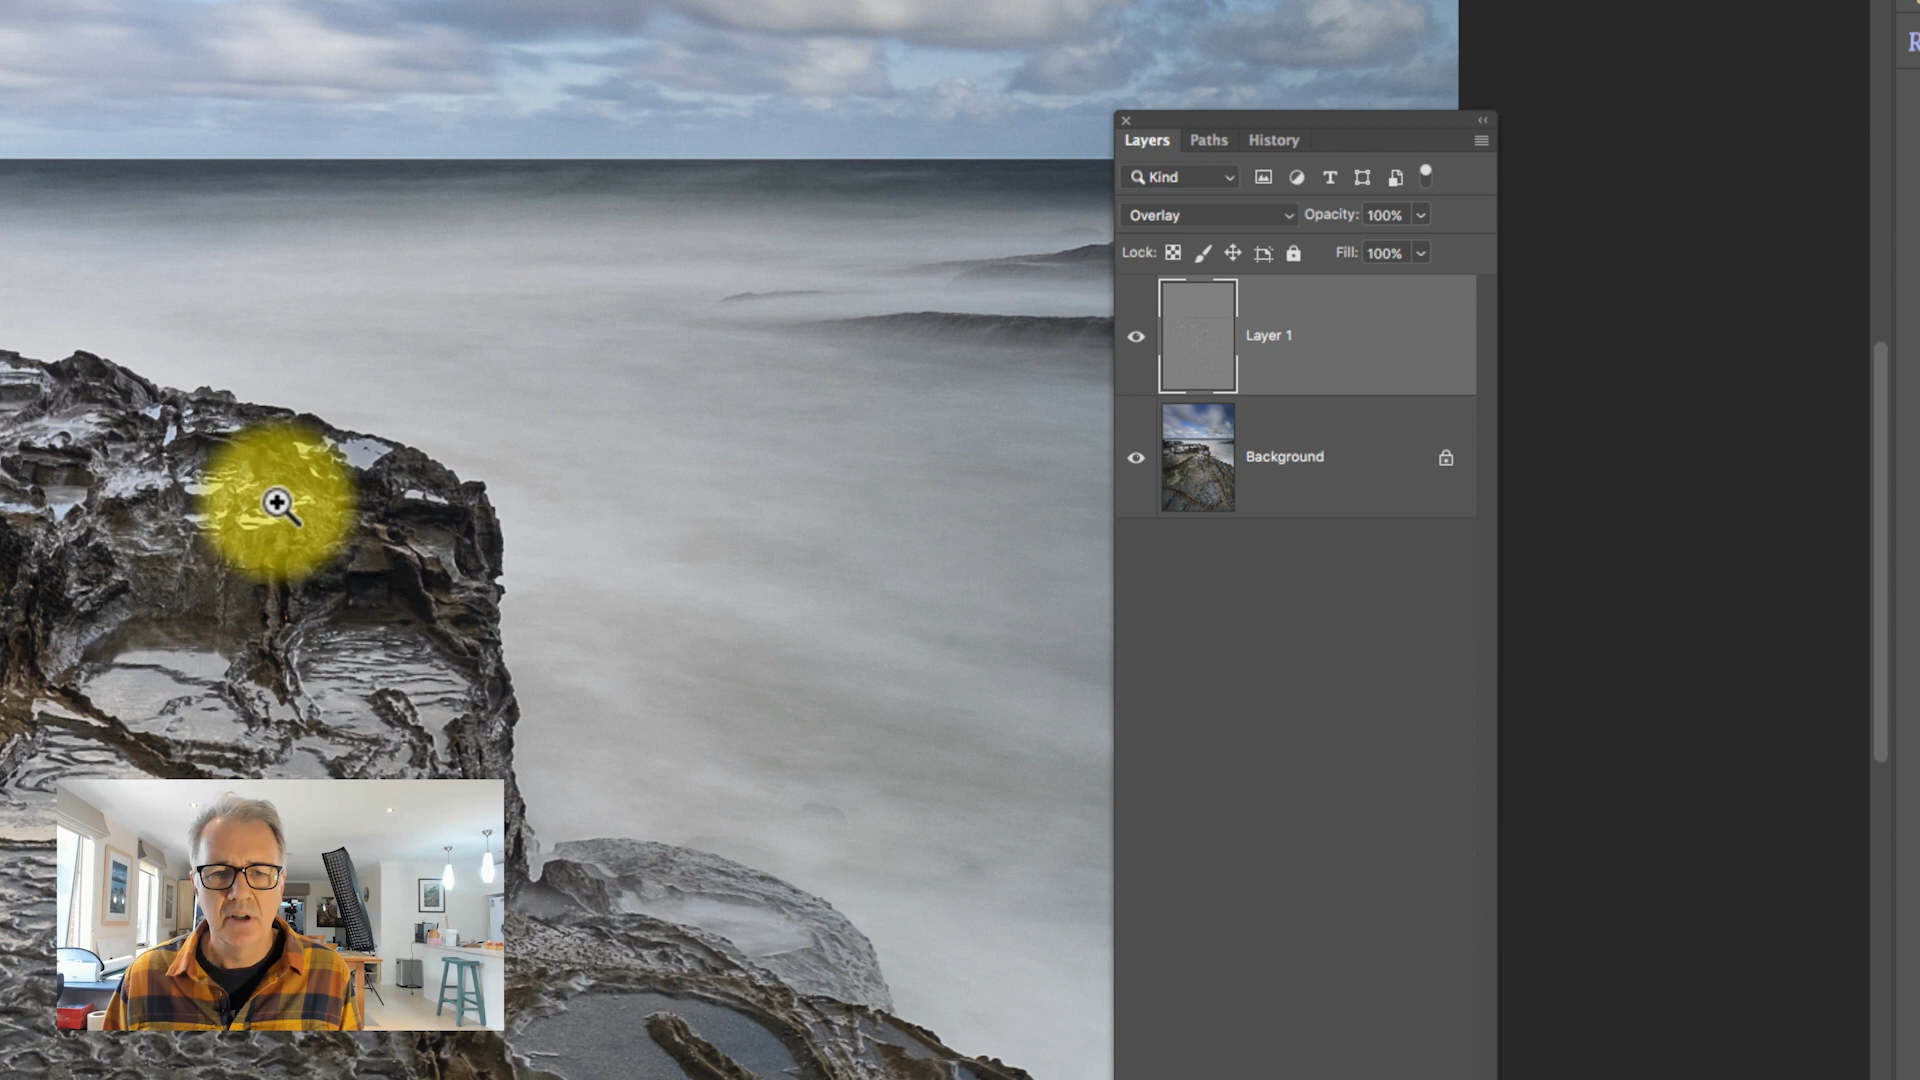 R
Layers Paths History
Kind
Overlay Opacity: 100%
Lock: Fill: 100%
Layer 1
Background